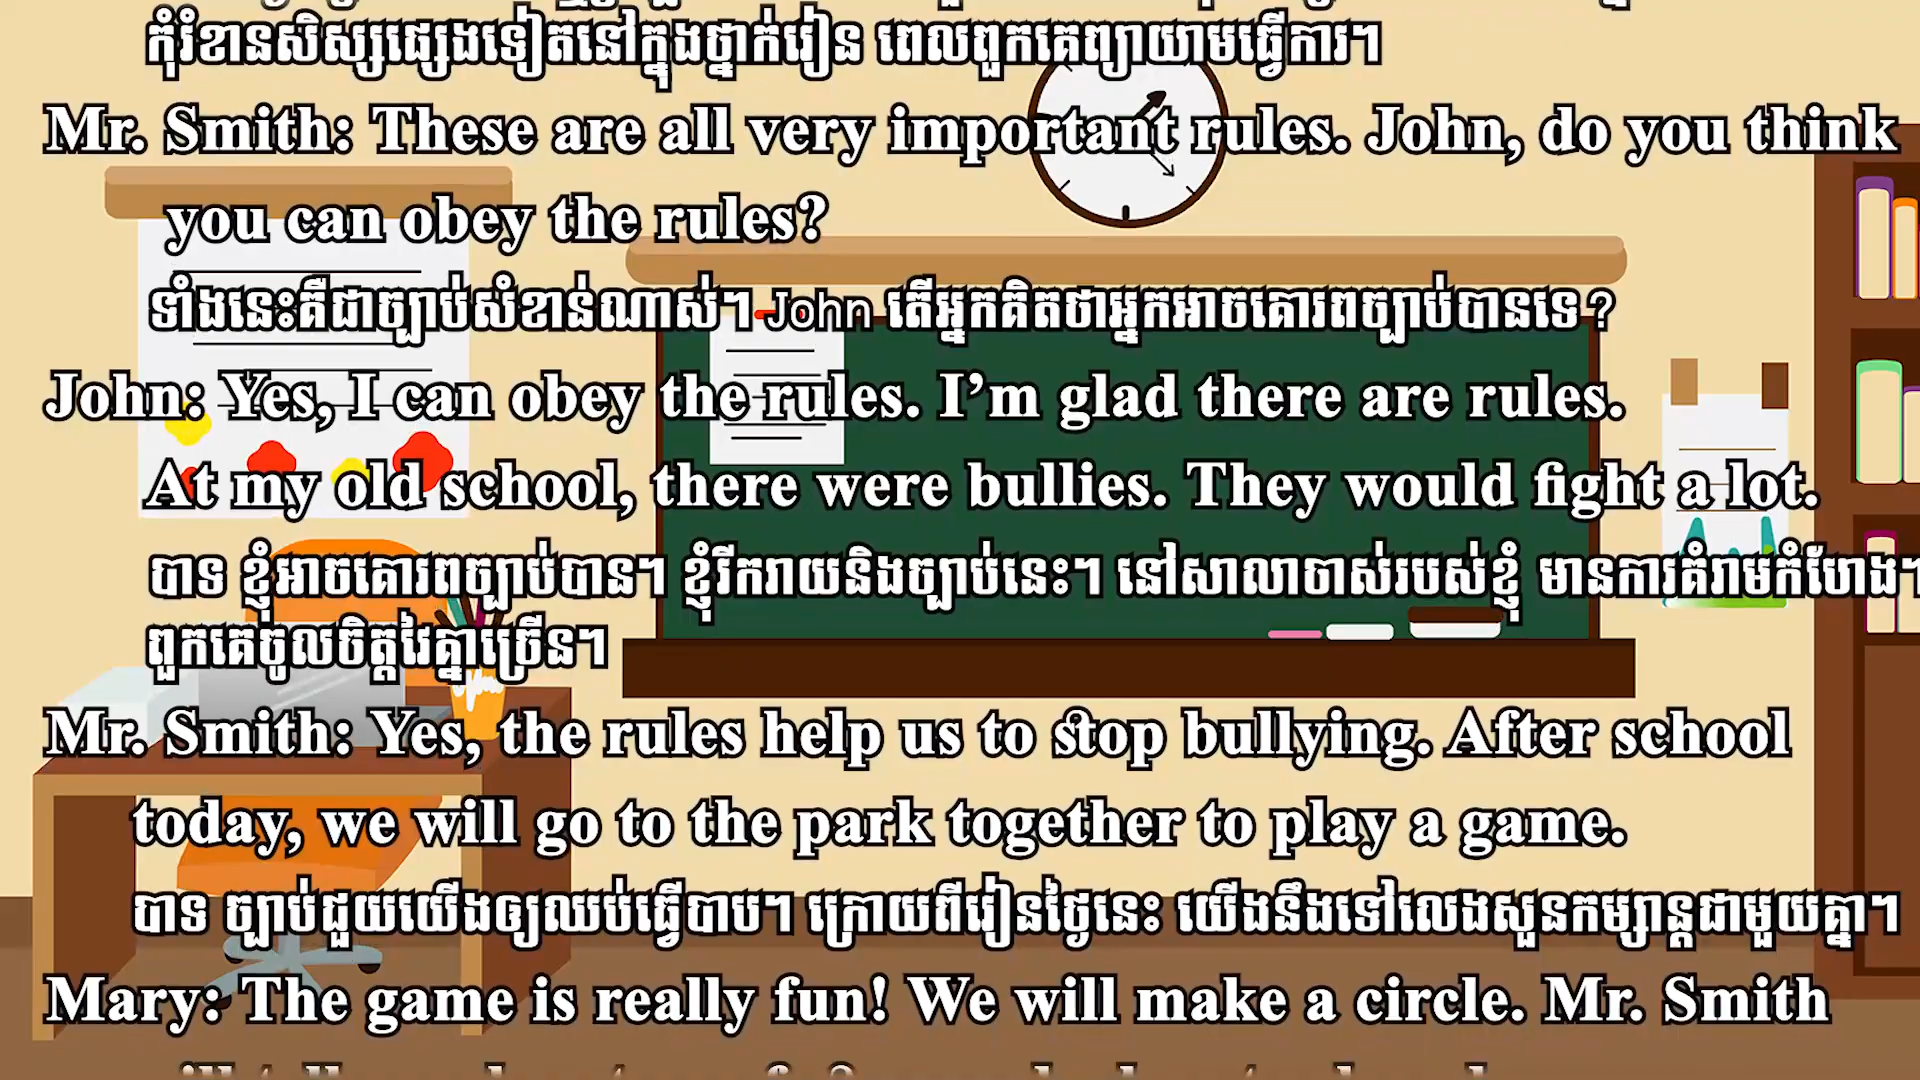 កុំរំខានសិស្សផ្សេងទៀតនៅក្នុងថ្នាក់រៀន ពេលពួកគេព្យាយាមធ្វើការ។
Mr. Smith: These are all very important rules. John, do you think
you can obey the rules?
ទាំងនេះគឺជាច្បាប់សំខាន់ណាស់។ John តើអ្នកគិតថាអ្នកអាចគោរពច្បាប់បានទេ?
John: Yes, I can obey the rules. I’m glad there are rules.
At my old school, there were bullies. They would fight a lot.
បាទ ខ្ញុំអាចគោរពច្បាប់បាន។ ខ្ញុំរីករាយនិងច្បាប់នេះ។ នៅសាលាចាស់របស់ខ្ញុំ មានការគំរាមកំហែង។
ពួកគេចូលចិត្តវៃគ្នាច្រើន។
Mr. Smith: Yes, the rules help us to stop bullying. After school
today, we will go to the park together to play a game.
បាទ ច្បាប់ជួយយើងឲ្យឈប់ធ្វើបាប។ ក្រោយពីរៀនថ្ងៃនេះ យើងនឹងទៅលេងសួនកម្សាន្តជាមួយគ្នា។
Mary: The game is really fun! We will make a circle. Mr. Smith